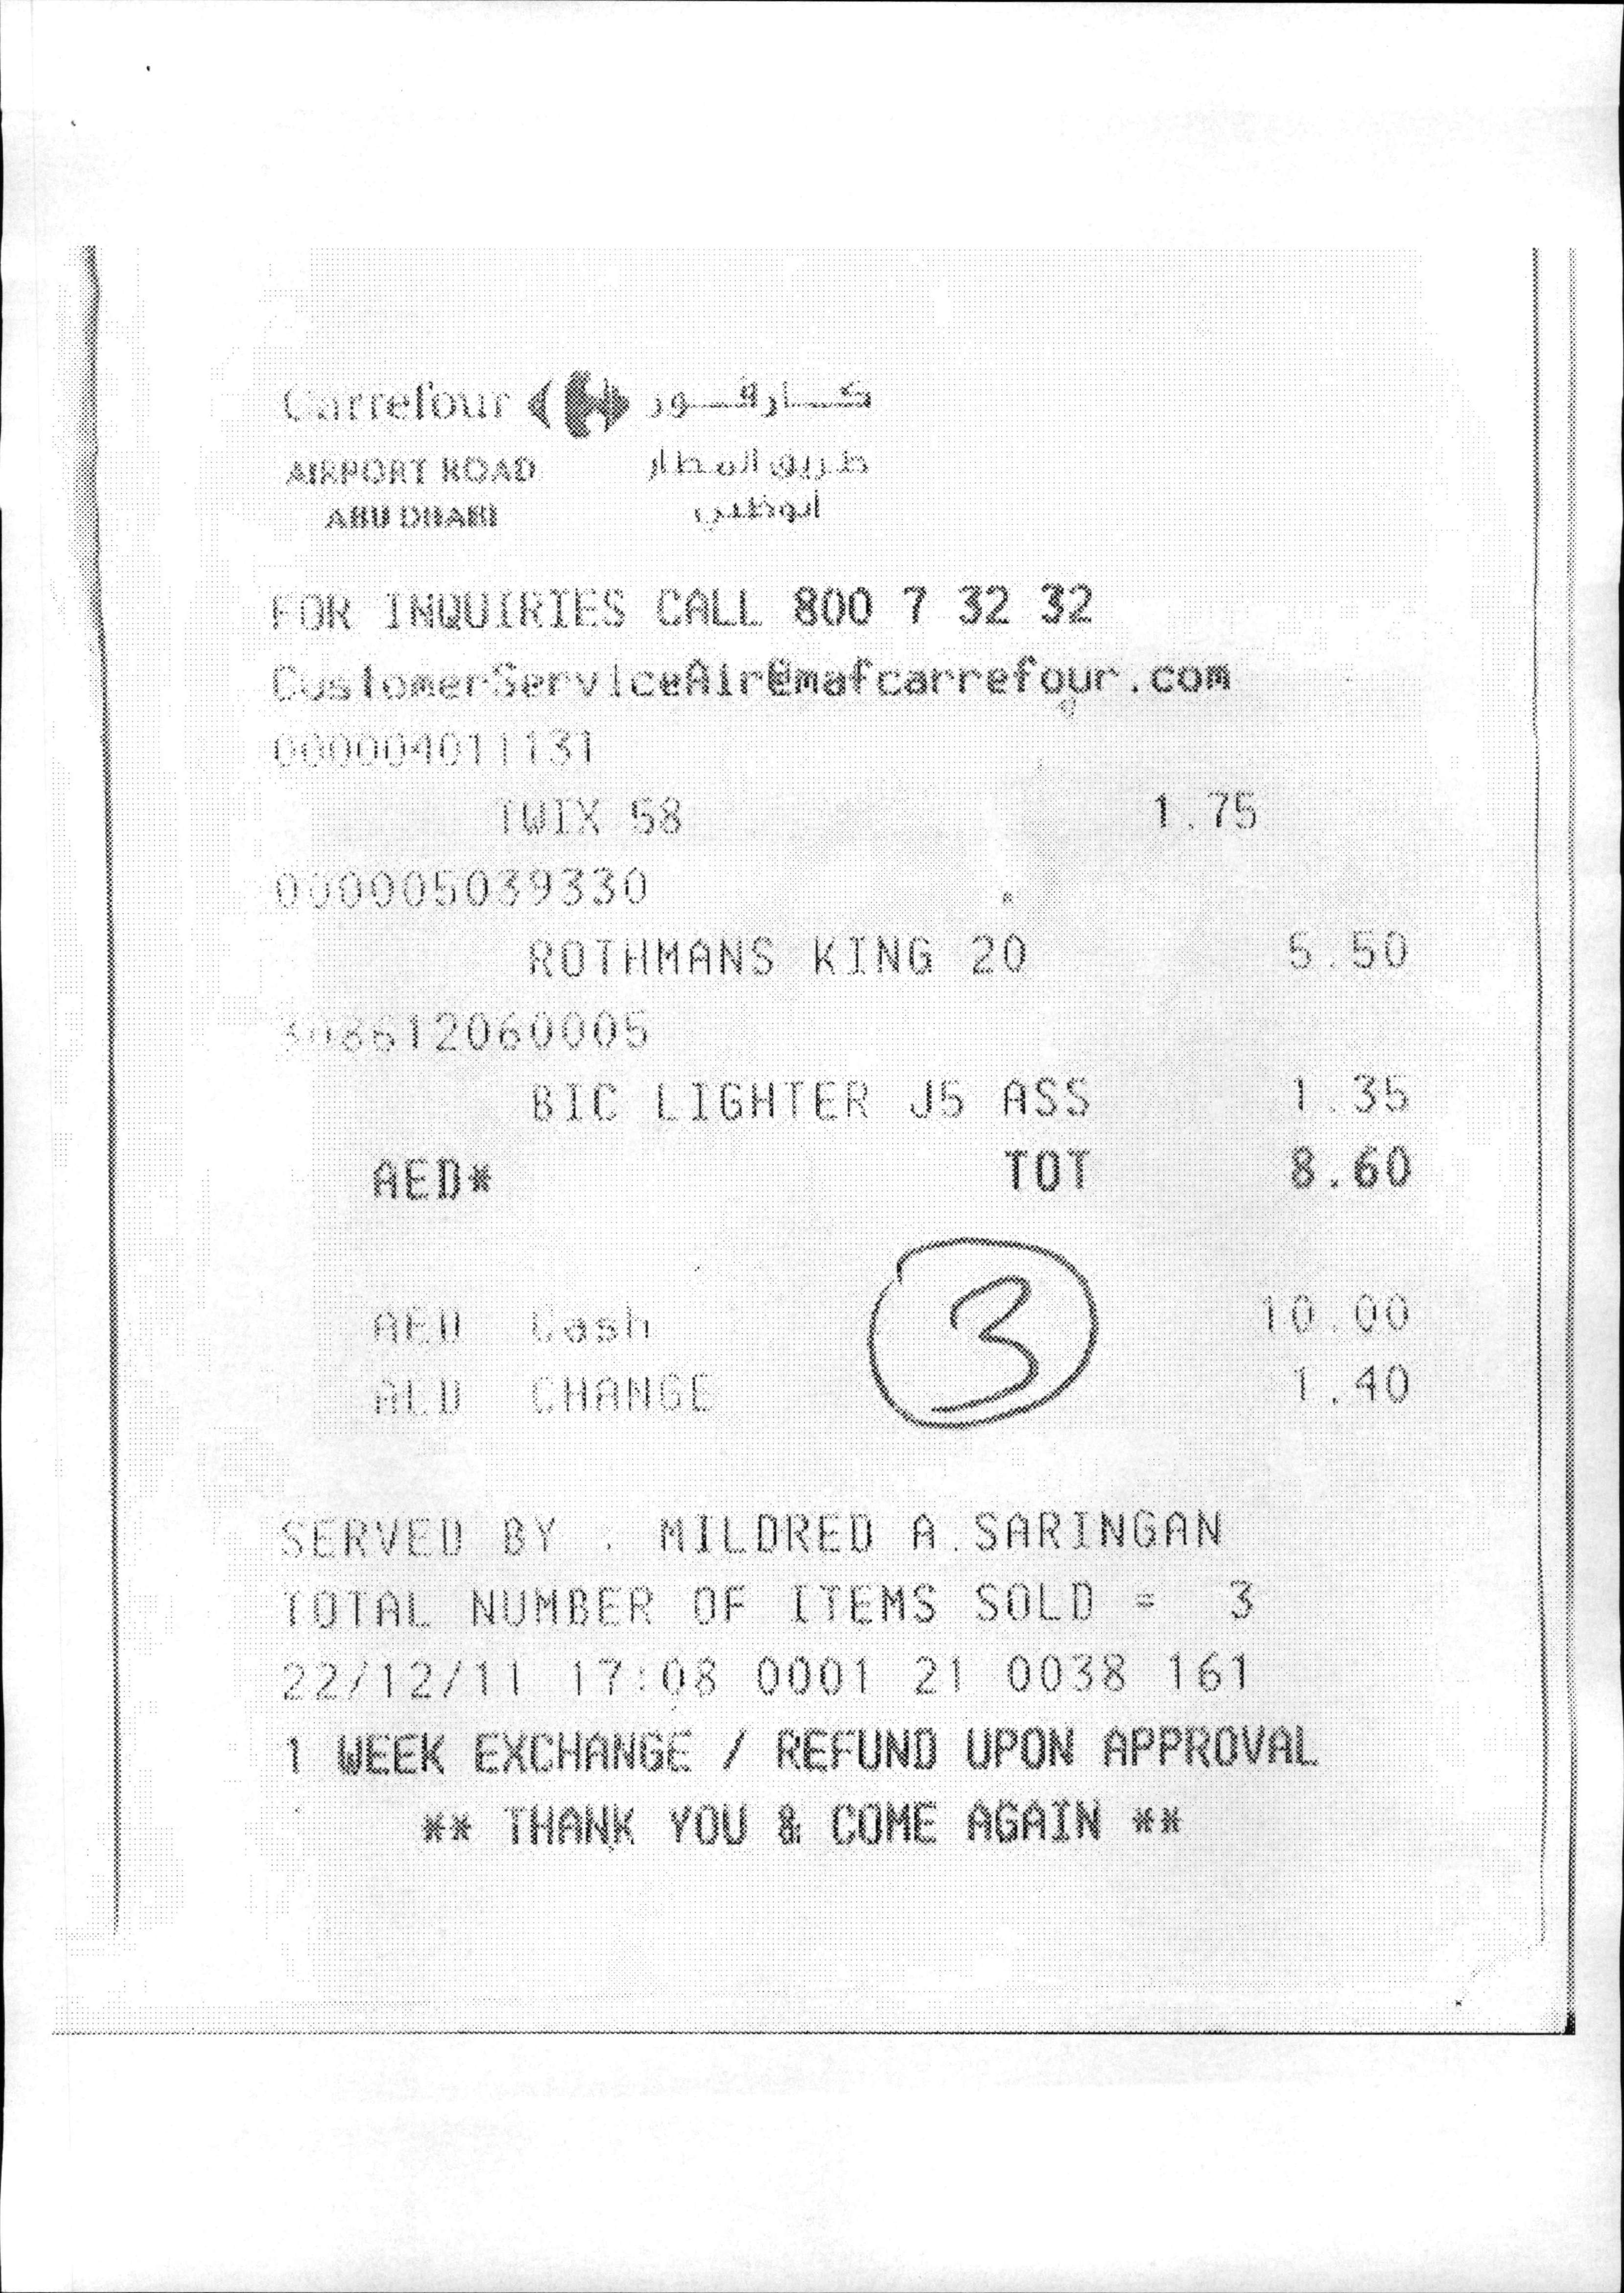 Carrefour كــارفــور
AIRPORT ROAD طريق المطار
ABU DHABI أبوظبي
FOR INQUIRIES CALL 800 7 32 32
CustomerServiceAir@mafcarrefour.com
000004011131
TWIX 58 1.75
000005039330
ROTHMANS KING 20 5.50
308612060005
BIC LIGHTER J5 ASS 1.35
AED* TOT 8.60
AED Cash 10.00
3
AED CHANGE 1.40
SERVED BY : MILDRED A.SARINGAN
TOTAL NUMBER OF ITEMS SOLD = 3
22/12/11 17:08 0001 21 0038 161
1 WEEK EXCHANGE / REFUND UPON APPROVAL
** THANK YOU & COME AGAIN **